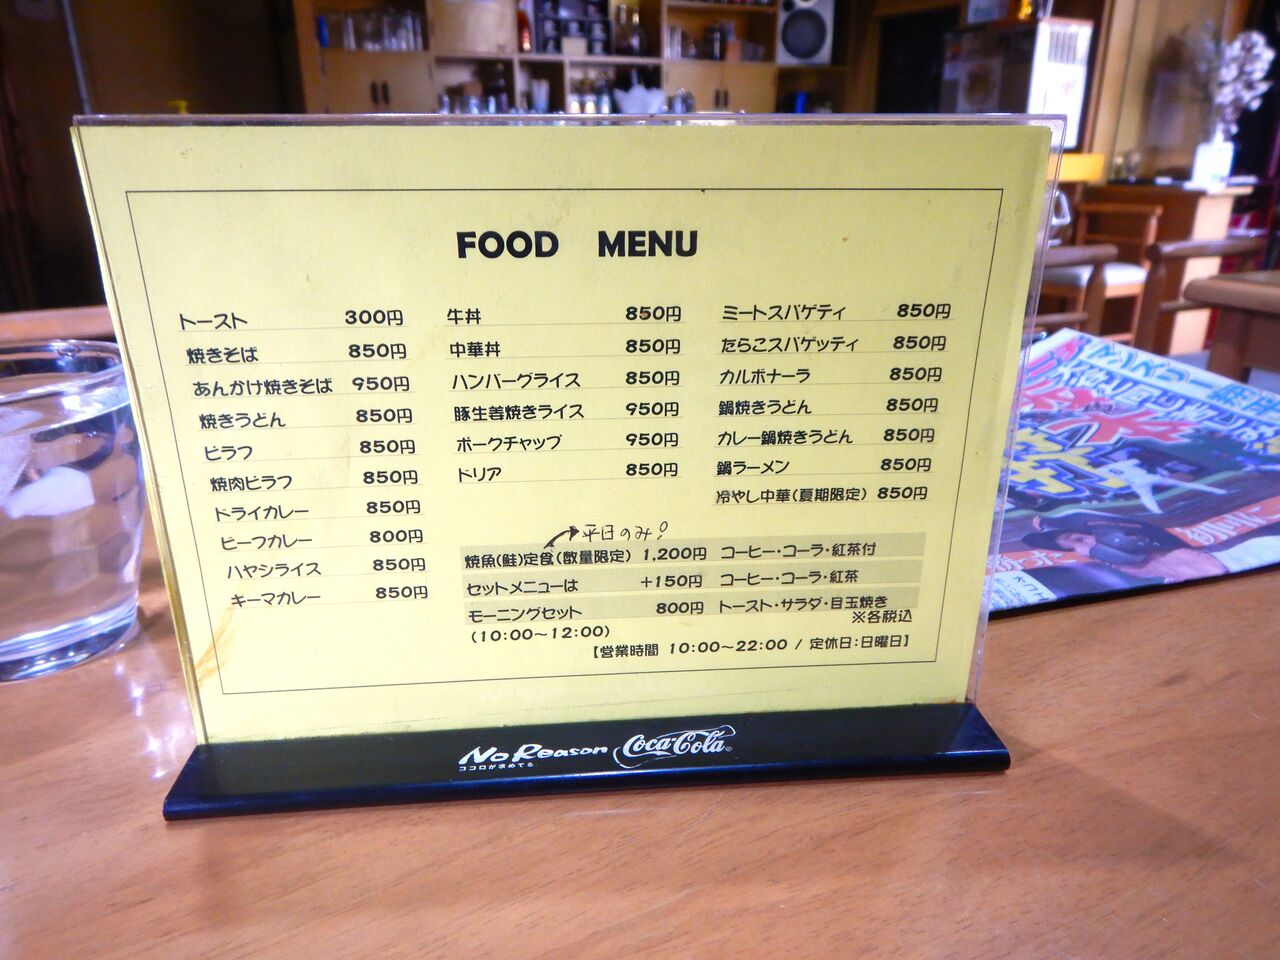 FOOD MENU
トースト 300円
焼きそば 850円
あんかけ焼きそば 950円
焼きうどん 850円
ピラフ 850円
焼肉ピラフ 850円
ドライカレー 850円
ビーフカレー 800円
ハヤシライス 850円
キーマカレー 850円
牛丼 850円
中華丼 850円
ハンバーグライス 850円
豚生姜焼きライス 950円
ポークチャップ 950円
ドリア 850円
ミートスパゲティ 850円
たらこスパゲッティ 850円
カルボナーラ 850円
鍋焼きうどん 850円
カレー鍋焼きうどん 850円
鍋ラーメン 850円
冷やし中華(夏期限定) 850円
平日のみ!
焼魚(鮭)定食(数量限定) 1,200円 コーヒー・コーラ・紅茶付
セットメニューは +150円 コーヒー・コーラ・紅茶
モーニングセット 800円 トースト・サラダ・目玉焼き
(10:00~12:00) ※各税込
【営業時間 10:00~22:00 / 定休日:日曜日】
No Reason Coca-Cola
ココロが求めてる。